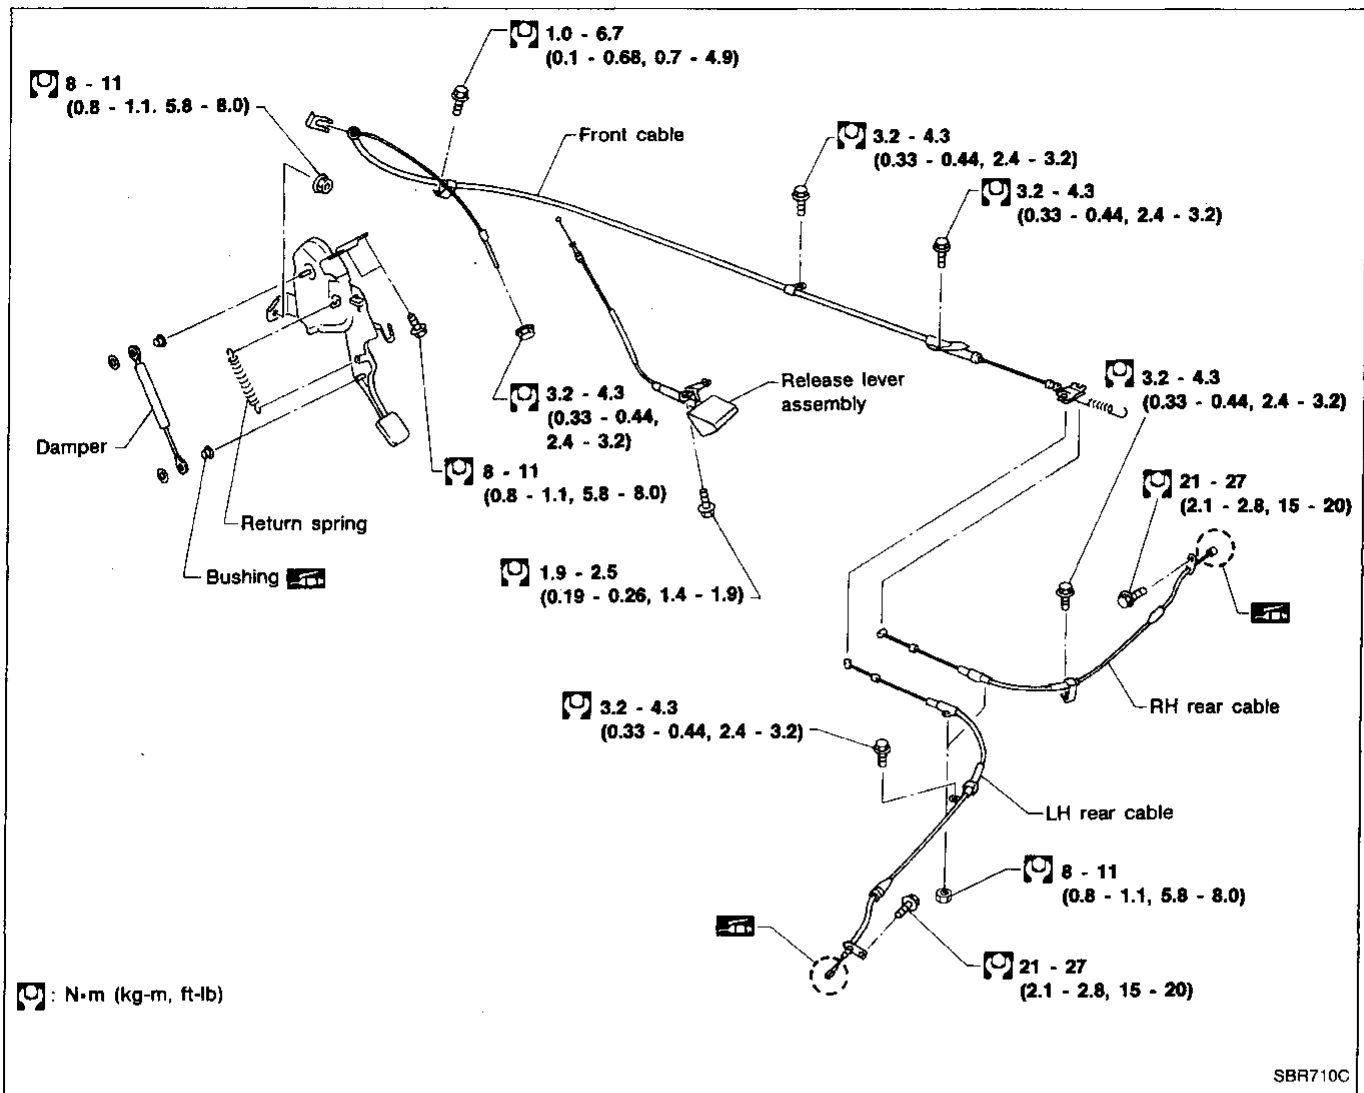 1.0 - 6.7
(0.1 - 0.68, 0.7 - 4.9)
8 - 11
(0.8 - 1.1. 5.8 - 8.0)
Front cable
3.2 - 4.3
(0.33 - 0.44, 2.4 - 3.2)
3.2 - 4.3
(0.33 - 0.44, 2.4 - 3.2)
3.2 - 4.3
(0.33 - 0.44, 2.4 - 3.2)
Release lever
assembly
3.2 - 4.3
(0.33 - 0.44,
2.4 - 3.2)
Damper
8 - 11
(0.8 - 1.1, 5.8 - 8.0)
21 - 27
(2.1 - 2.8, 15 - 20)
Return spring
Bushing
1.9 - 2.5
(0.19 - 0.26, 1.4 - 1.9)
3.2 - 4.3
(0.33 - 0.44, 2.4 - 3.2)
RH rear cable
LH rear cable
8 - 11
(0.8 - 1.1, 5.8 - 8.0)
21 - 27
(2.1 - 2.8, 15 - 20)
: N•m (kg-m, ft-lb)
SBR710C